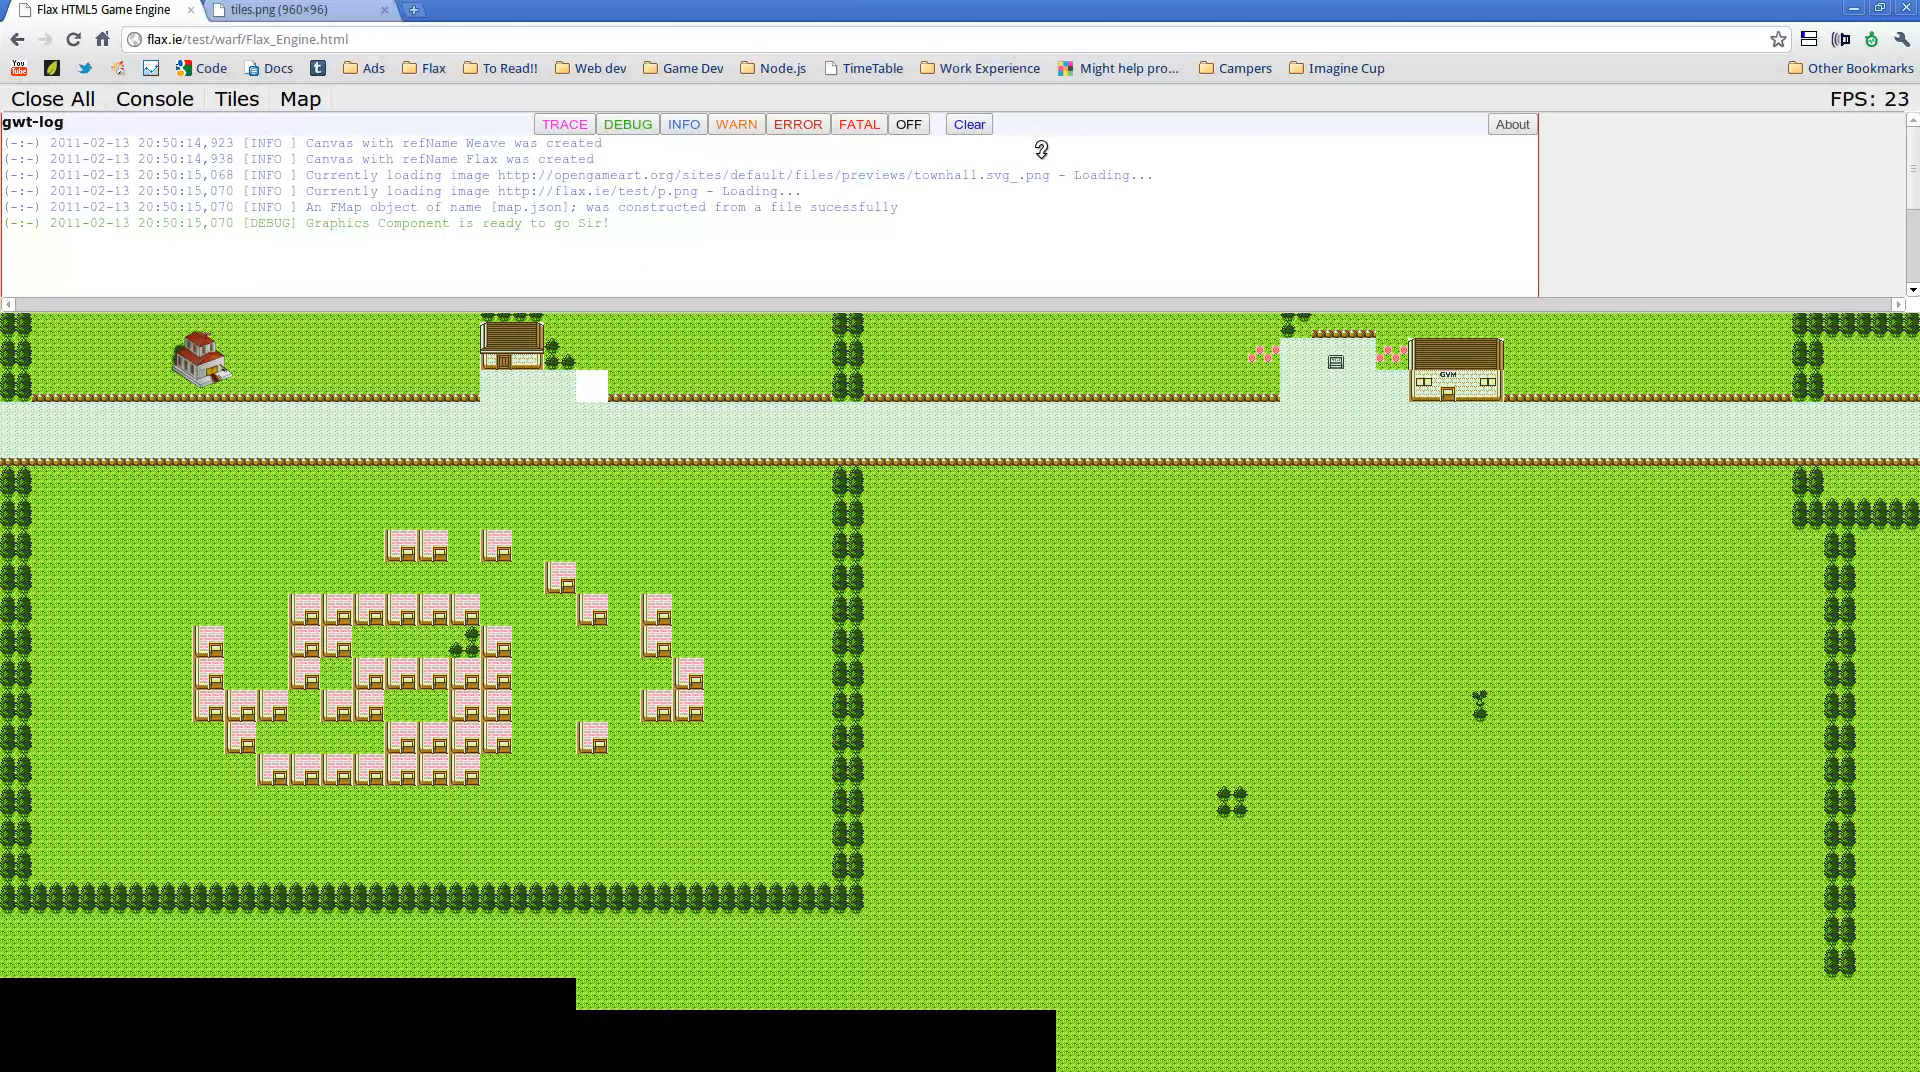 Flax HTML5 Game Engine
tiles.png (960×96)
flax.ie/test/warf/Flax_Engine.html
You Tube Code Docs t Ads Flax To Read!! Web dev Game Dev Node.js TimeTable Work Experience Might help pro... Campers Imagine Cup Other Bookmarks
Close All Console Tiles Map FPS: 23
gwt-log TRACE DEBUG INFO WARN ERROR FATAL OFF Clear About
(-:-) 2011-02-13 20:50:14,923 [INFO ] Canvas with refName Weave was created
(-:-) 2011-02-13 20:50:14,938 [INFO ] Canvas with refName Flax was created
(-:-) 2011-02-13 20:50:15,068 [INFO ] Currently loading image http://opengameart.org/sites/default/files/previews/townhall.svg_.png - Loading...
(-:-) 2011-02-13 20:50:15,070 [INFO ] Currently loading image http://flax.ie/test/p.png - Loading...
(-:-) 2011-02-13 20:50:15,070 [INFO ] An FMap object of name [map.json]; was constructed from a file sucessfully
(-:-) 2011-02-13 20:50:15,070 [DEBUG] Graphics Component is ready to go Sir!
GYM